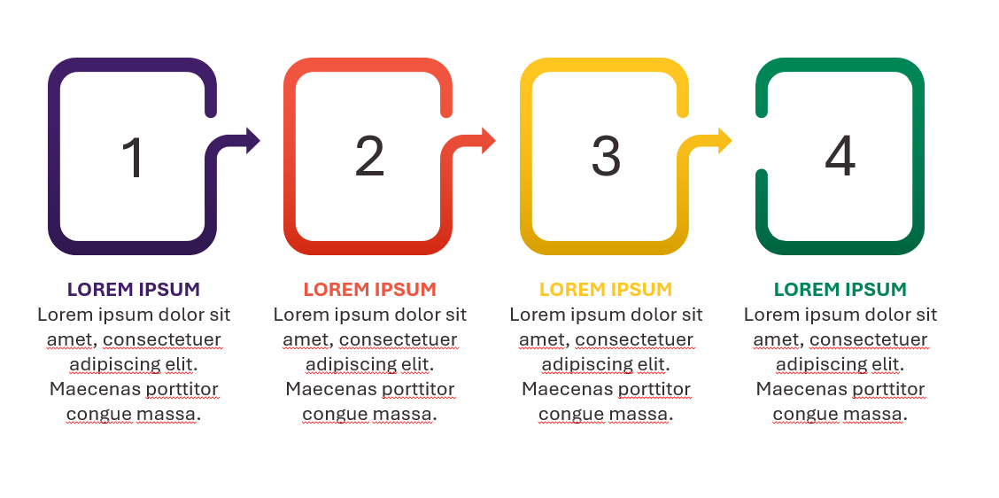 1
2
3
4
LOREM IPSUM
Lorem ipsum dolor sit
amet, consectetuer
adipiscing elit.
Maecenas porttitor
congue massa.
LOREM IPSUM
Lorem ipsum dolor sit
amet, consectetuer
adipiscing elit.
Maecenas porttitor
congue massa.
LOREM IPSUM
Lorem ipsum dolor sit
amet, consectetuer
adipiscing elit.
Maecenas porttitor
congue massa.
LOREM IPSUM
Lorem ipsum dolor sit
amet, consectetuer
adipiscing elit.
Maecenas porttitor
congue massa.